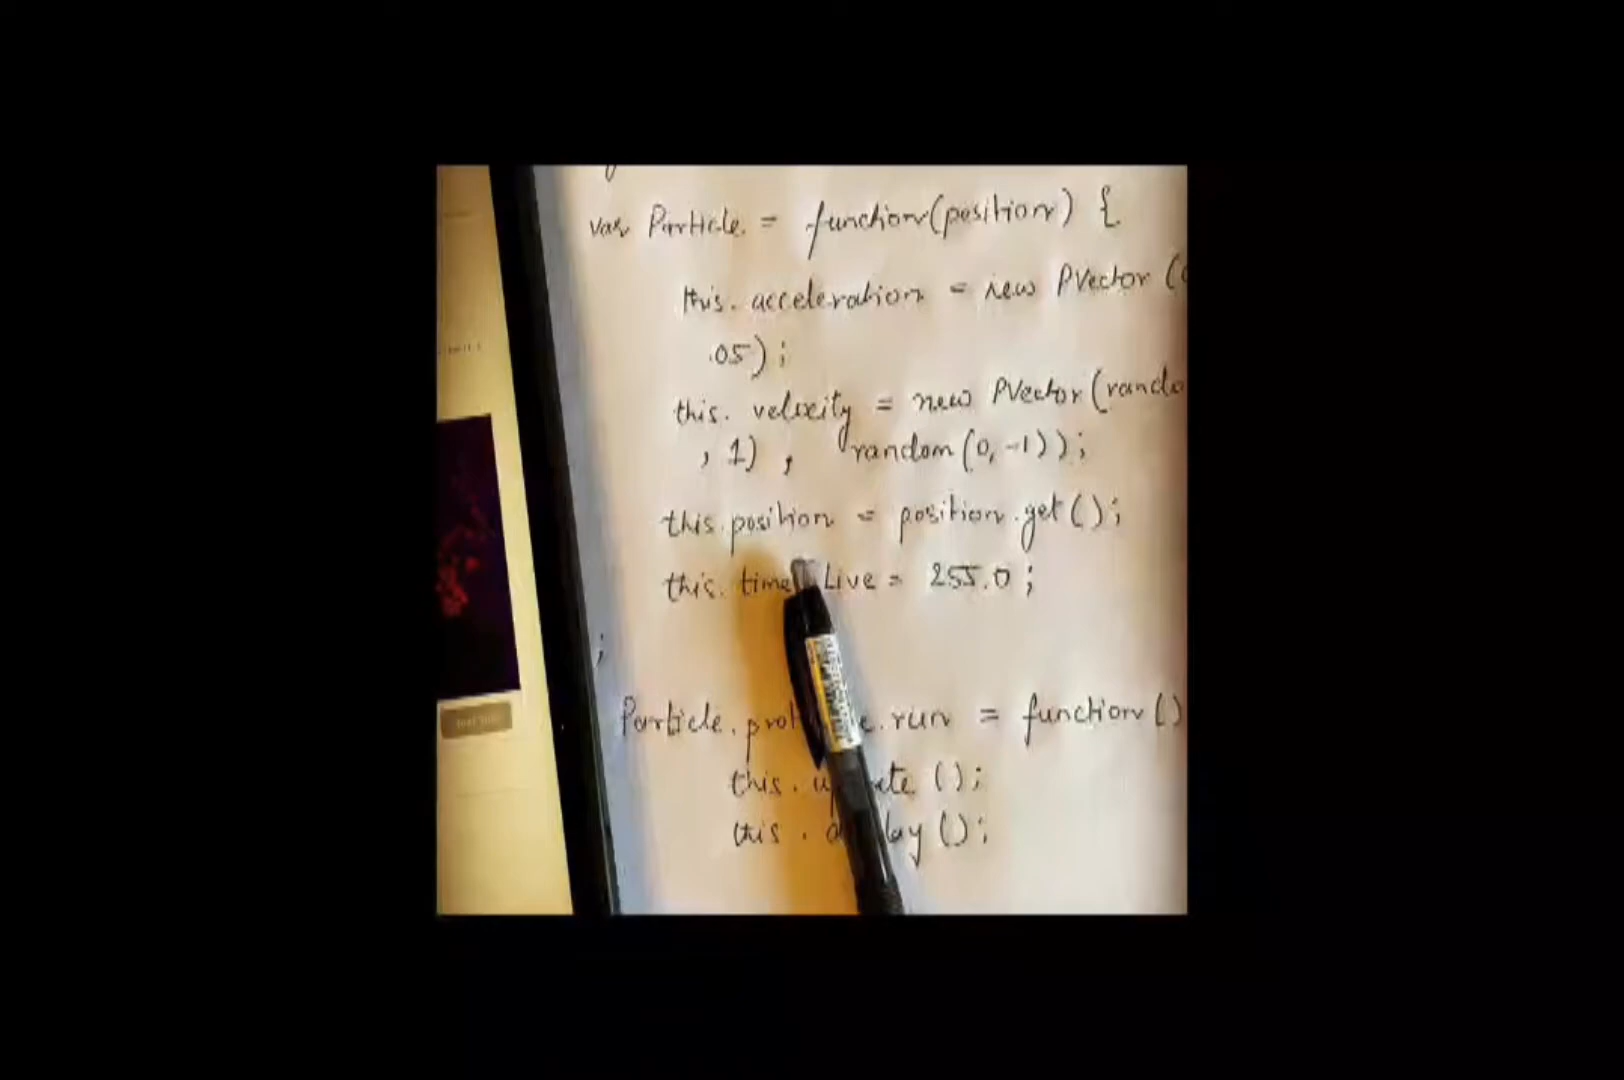 var Particle = function(position) {
this. acceleration = new PVector (
.05) ;
this. velocity = new PVector(rando
, 1) , random(0, -1));
this.position = position.get();
this. time Live = 255.0 ;
;
Particle. .run = function()
this. ();
this. ();